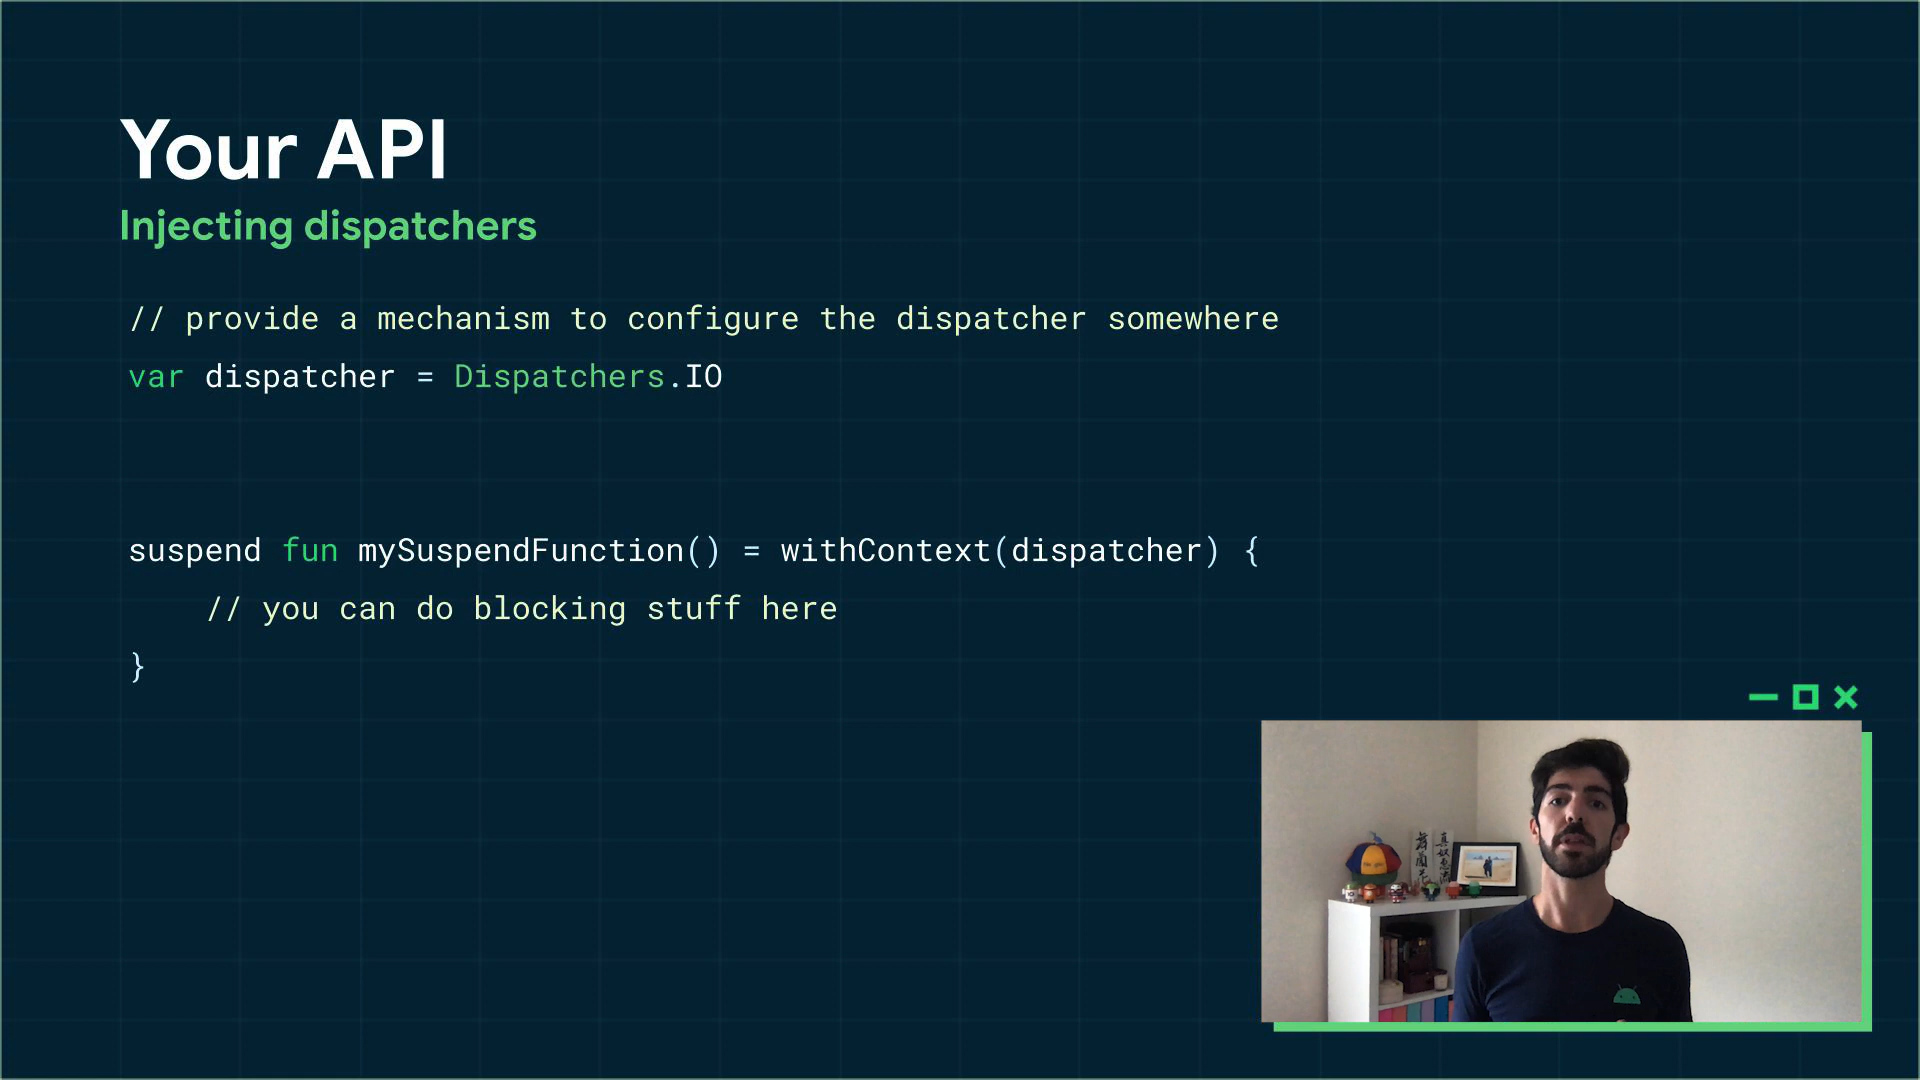 Your API
Injecting dispatchers
// provide a mechanism to configure the dispatcher somewhere
var dispatcher = Dispatchers.IO
suspend fun mySuspendFunction() = withContext(dispatcher) {
// you can do blocking stuff here
}